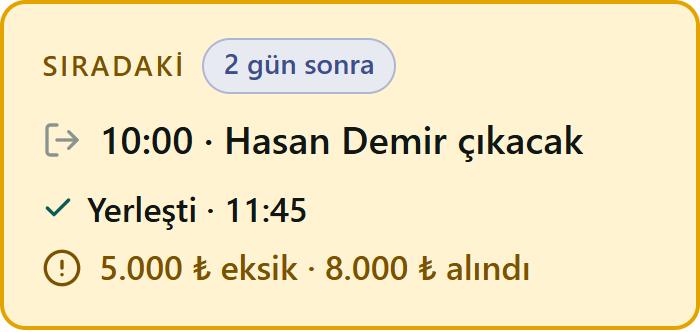 SIRADAKİ 2 gün sonra
10:00 · Hasan Demir çıkacak
Yerleşti · 11:45
5.000 ₺ eksik · 8.000 ₺ alındı